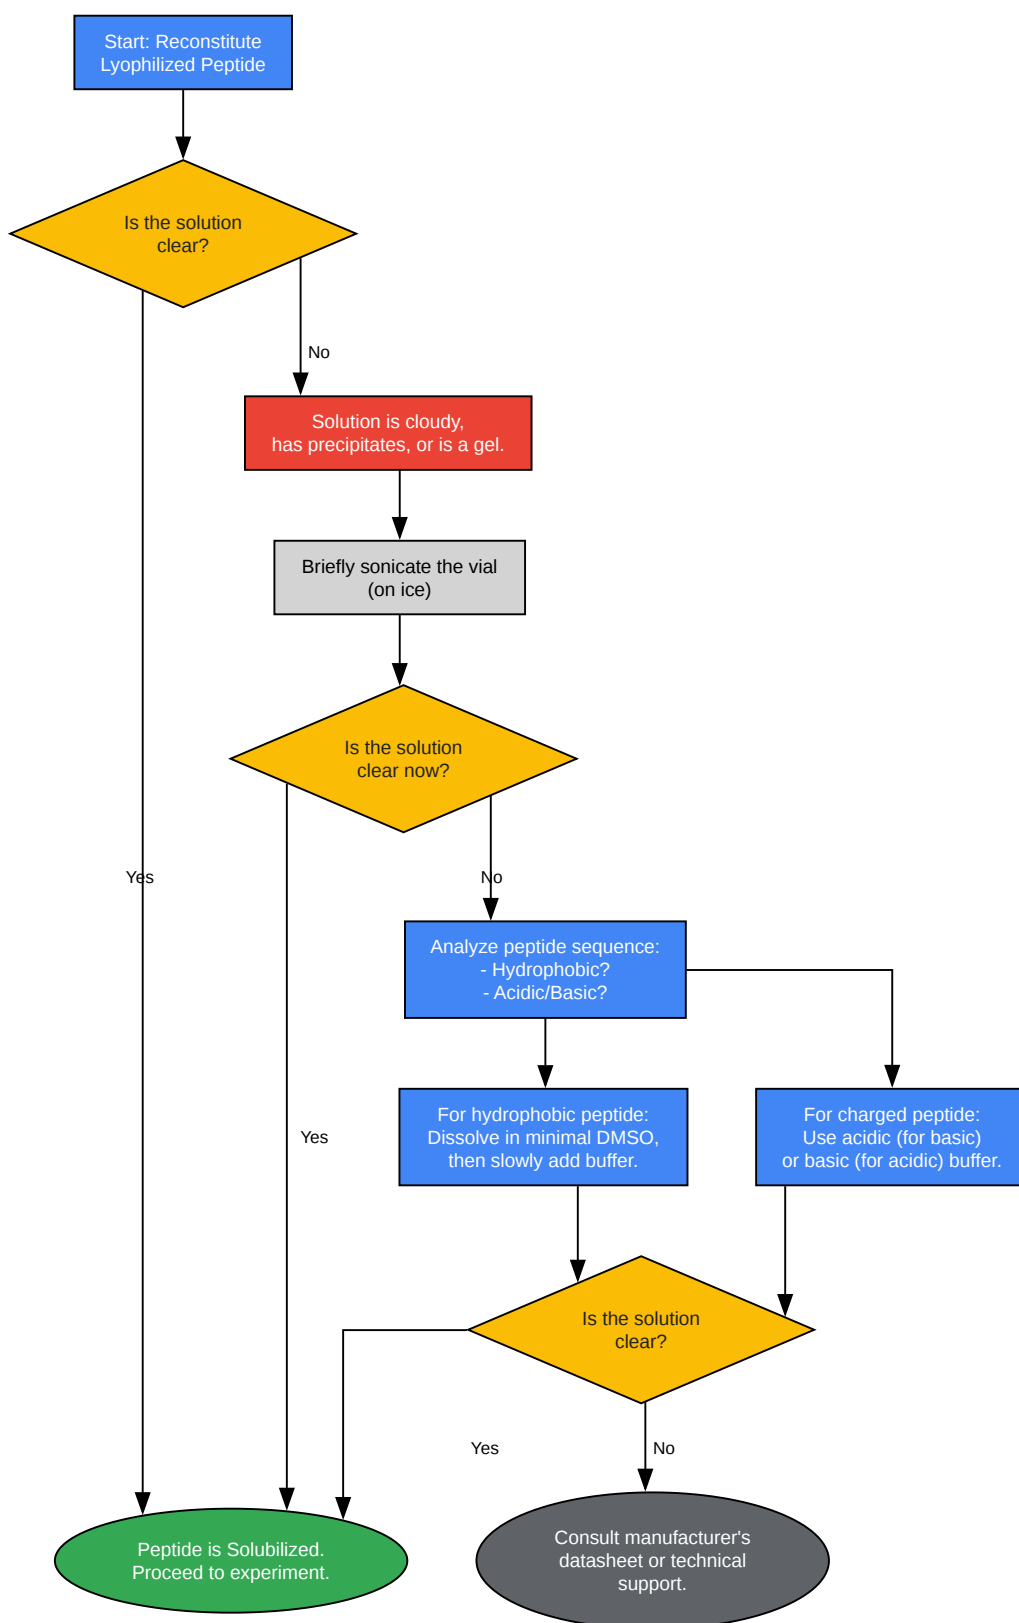 Start: Reconstitute
Lyophilized Peptide
Is the solution
clear?
No
Solution is cloudy,
has precipitates, or is a gel.
Briefly sonicate the vial
(on ice)
Is the solution
clear now?
Yes
No
Analyze peptide sequence:
- Hydrophobic?
- Acidic/Basic?
For hydrophobic peptide:
Dissolve in minimal DMSO,
then slowly add buffer.
For charged peptide:
Use acidic (for basic)
or basic (for acidic) buffer.
Yes
Is the solution
clear?
Yes
No
Peptide is Solubilized.
Proceed to experiment.
Consult manufacturer's
datasheet or technical
support.